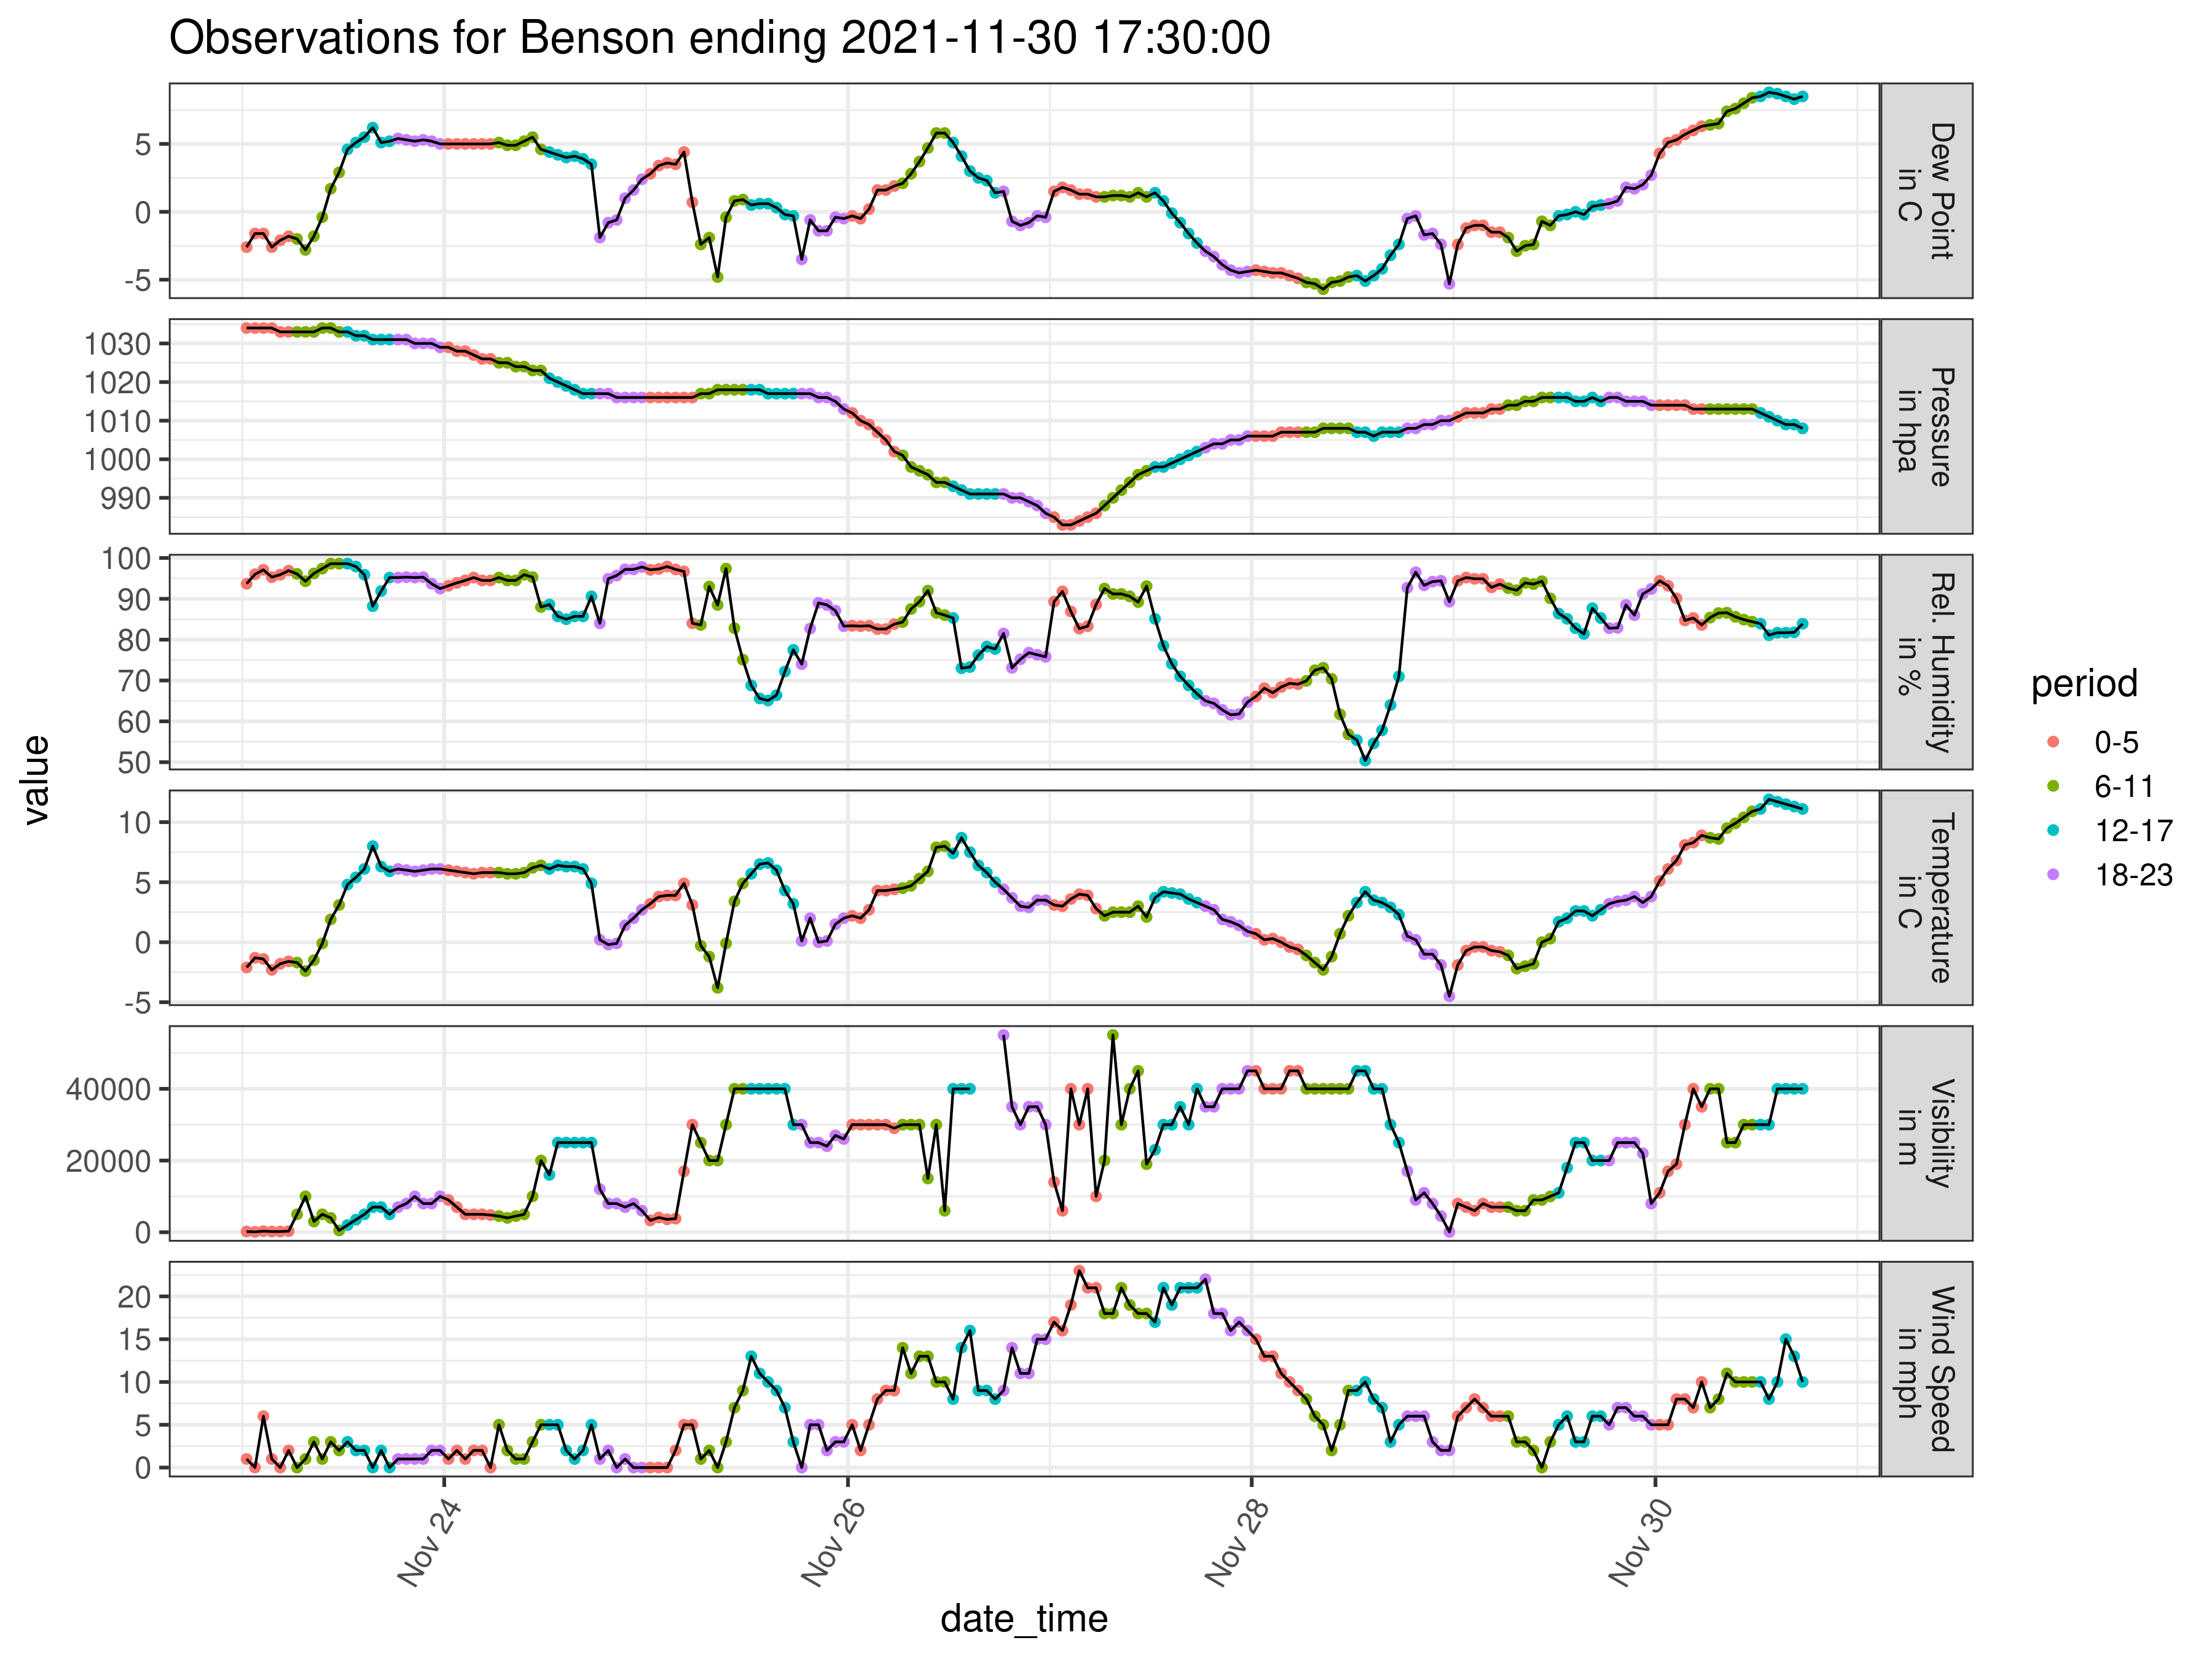 Observations for Benson ending 2021-11-30 17:30:00
value
5
0
-5
Dew Point
in C
1030
1020
1010
1000
990
Pressure
in hpa
100
90
80
70
60
50
Rel. Humidity
in %
10
5
0
-5
Temperature
in C
40000
20000
0
Visibility
in m
20
15
10
5
0
Wind Speed
in mph
Nov 24
Nov 26
Nov 28
Nov 30
date_time
period
0-5
6-11
12-17
18-23